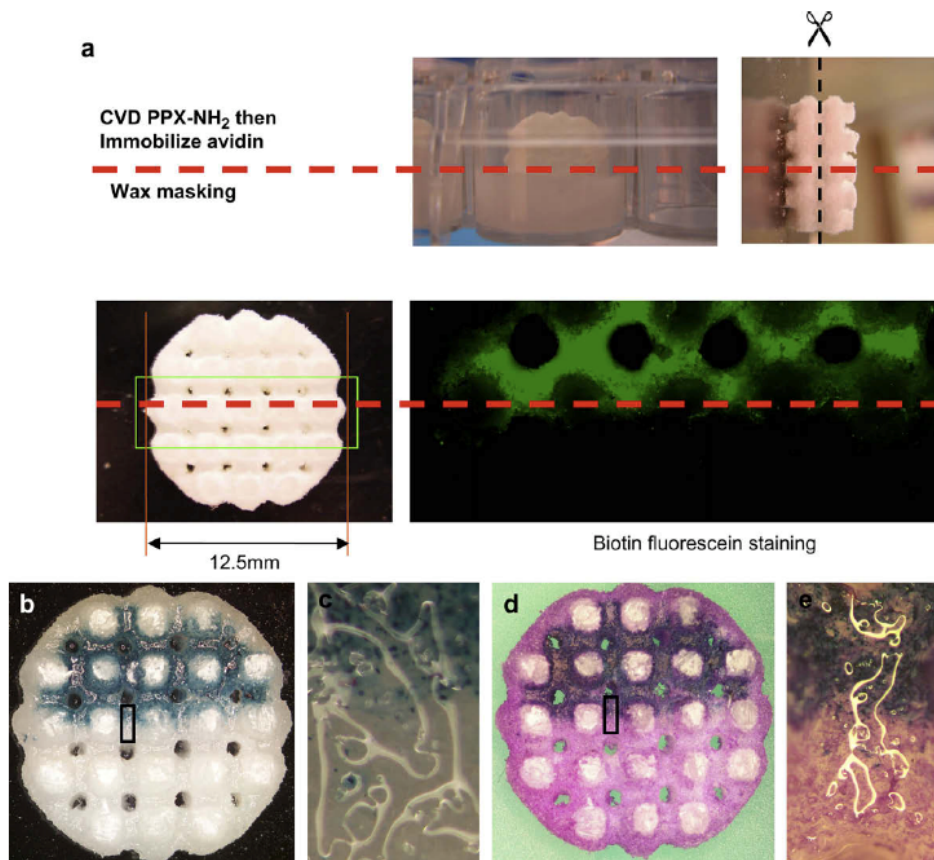 a
CVD PPX-NH₂ then
Immobilize avidin
Wax masking
12.5mm
Biotin fluorescein staining
b
c
d
e